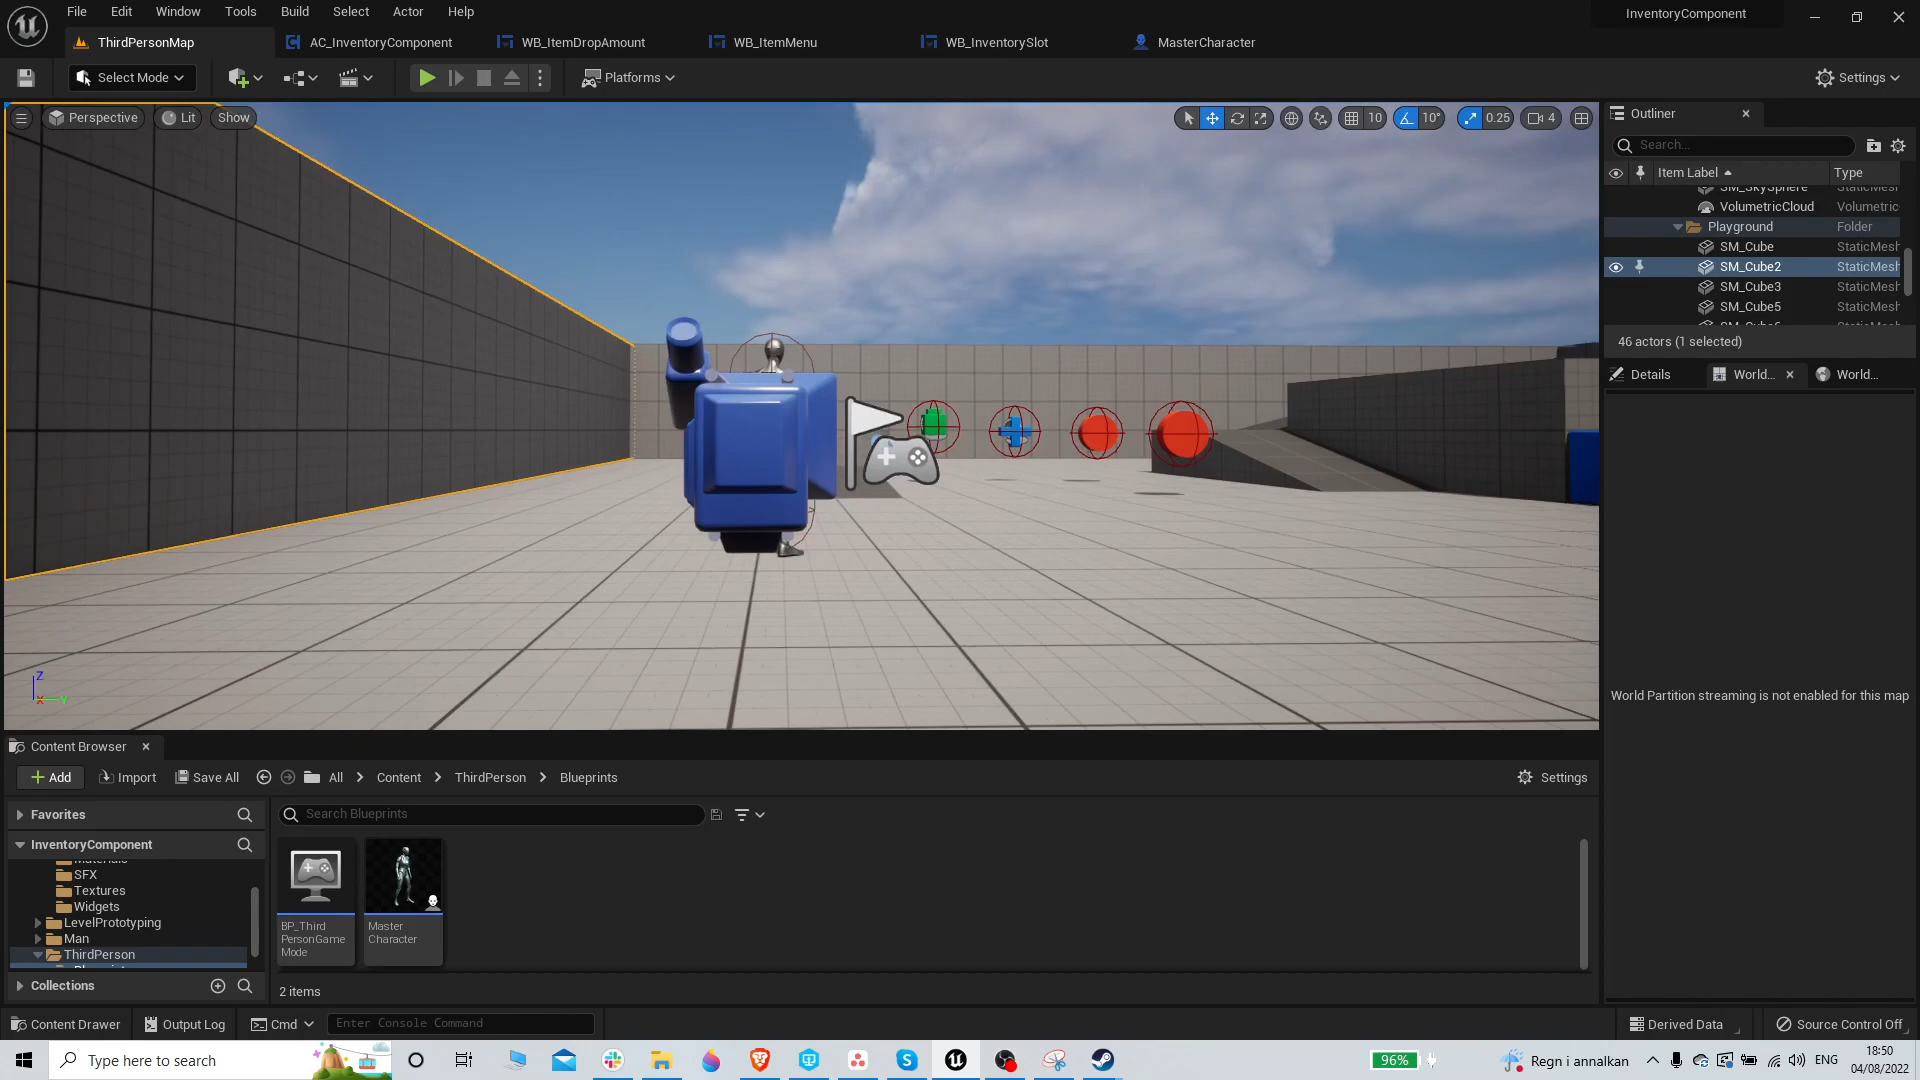 File Edit Window Tools Build Select Actor Help
InventoryComponent
ThirdPersonMap
AC_InventoryComponent
WB_ItemDropAmount
WB_ItemMenu
WB_InventorySlot
MasterCharacter
Select Mode
Platforms
Settings
Perspective
Lit
Show
10
10°
0.25
4
Outliner
Search...
Item Label
Type
SM_SkySphere StaticMesh
VolumetricCloud Volumetric
Playground Folder
SM_Cube StaticMesh
SM_Cube2 StaticMesh
SM_Cube3 StaticMesh
SM_Cube5 StaticMesh
46 actors (1 selected)
Details
World...
World...
World Partition streaming is not enabled for this map
Z
X
Y
Content Browser
Add
Import
Save All
All
Content
ThirdPerson
Blueprints
Settings
Favorites
InventoryComponent
Materials
SFX
Textures
Widgets
LevelPrototyping
Man
ThirdPerson
Collections
Search Blueprints
BP_Third
PersonGame
Mode
Master
Character
2 items
Content Drawer
Output Log
Cmd
Enter Console Command
Derived Data
Source Control Off
Type here to search
96%
Regn i annalkan
ENG
18:50
04/08/2022